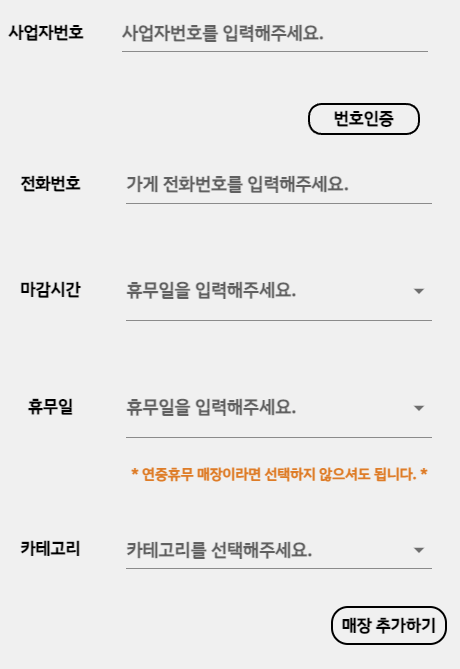 사업자번호 사업자번호를 입력해주세요.
번호인증
전화번호 가게 전화번호를 입력해주세요.
마감시간 휴무일을 입력해주세요.
휴무일 휴무일을 입력해주세요.
* 연중휴무 매장이라면 선택하지 않으셔도 됩니다. *
카테고리 카테고리를 선택해주세요.
매장 추가하기